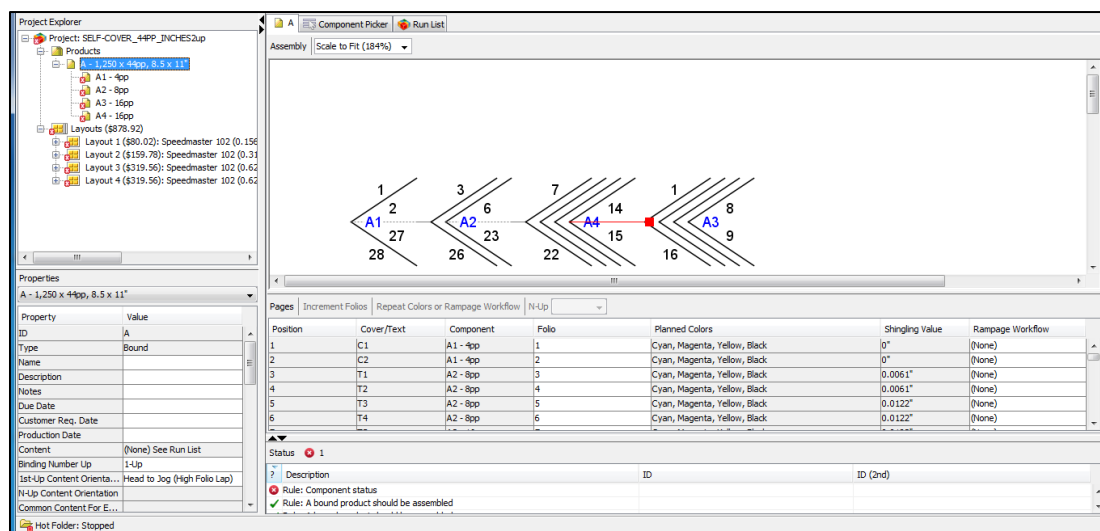 Project Explorer
Project: SELF-COVER_44PP_INCHES2up
Products
A - 1,250 x 44pp, 8.5 x 11"
A1 - 4pp
A2 - 8pp
A3 - 16pp
A4 - 16pp
Layouts ($878.92)
Layout 1 ($80.02): Speedmaster 102 (0.156
Layout 2 ($159.78): Speedmaster 102 (0.31
Layout 3 ($319.56): Speedmaster 102 (0.62
Layout 4 ($319.56): Speedmaster 102 (0.62
Properties
A - 1,250 x 44pp, 8.5 x 11"
Property Value
ID A
Type Bound
Name
Description
Notes
Due Date
Customer Req. Date
Production Date
Content (None) See Run List
Binding Number Up 1-Up
1st-Up Content Orienta... Head to Jog (High Folio Lap)
N-Up Content Orientation
Common Content For E...
Hot Folder: Stopped
A Component Picker Run List
Assembly Scale to Fit (184%)
1 3 7 1
2 6 14 8
A1 A2 A4 A3
27 23 15 9
28 26 22 16
Pages Increment Folios Repeat Colors or Rampage Workflow N-Up
Position Cover/Text Component Folio Planned Colors Shingling Value Rampage Workflow
1 C1 A1 - 4pp 1 Cyan, Magenta, Yellow, Black 0" (None)
2 C2 A1 - 4pp 2 Cyan, Magenta, Yellow, Black 0" (None)
3 T1 A2 - 8pp 3 Cyan, Magenta, Yellow, Black 0.0061" (None)
4 T2 A2 - 8pp 4 Cyan, Magenta, Yellow, Black 0.0061" (None)
5 T3 A2 - 8pp 5 Cyan, Magenta, Yellow, Black 0.0122" (None)
6 T4 A2 - 8pp 6 Cyan, Magenta, Yellow, Black 0.0122" (None)
Status 1
? Description ID ID (2nd)
Rule: Component status
Rule: A bound product should be assembled